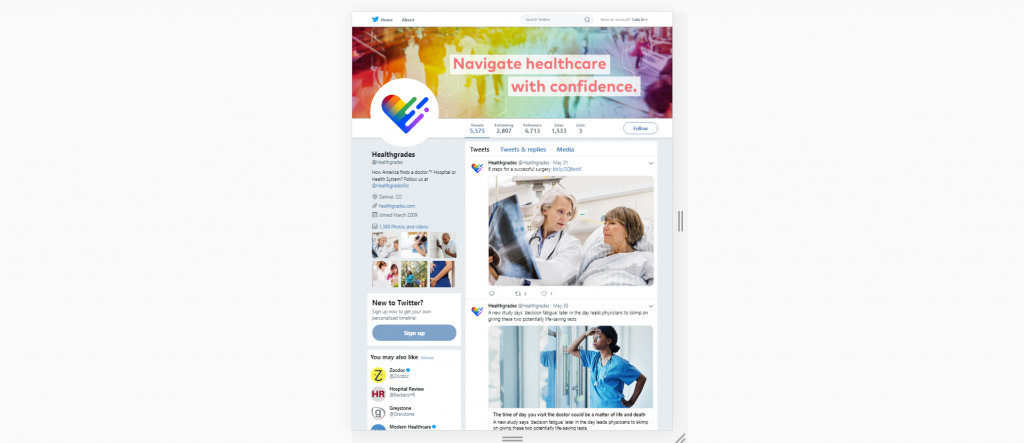 Home About Search Twitter Have an account? Log in
Navigate healthcare
with confidence.
Tweets Following Followers Likes Lists
5,575 2,807 6,713 1,533 3
Follow
Healthgrades
@Healthgrades
How America finds a doctor.™ Hospital or
Health System? Follow us at
Denver, CO
healthgrades.com
Joined March 2009
1,300 Photos and videos
New to Twitter?
Sign up now to get your own
personalized timeline!
Sign up
You may also like Refresh
Zocdoc
@Zocdoc
HR
Hospital Review
@BeckersHR
Greystone
@Greystone
Modern Healthcare
Tweets Tweets & replies Media
Healthgrades @Healthgrades · May 31
6 steps for a successful surgery:
Healthgrades @Healthgrades · May 30
A new study says 'decision fatigue' later in the day leads physicians to skimp on
giving these two potentially life-saving tests
The time of day you visit the doctor could be a matter of life and death
A new study says 'decision fatigue' later in the day leads physicians to skimp on
giving these two potentially life-saving tests.